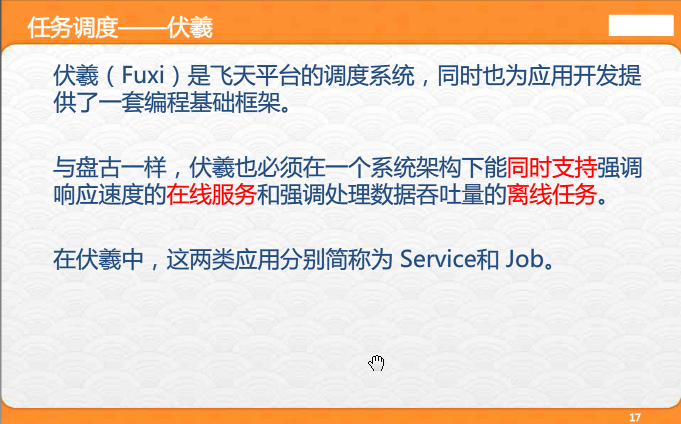 任务调度——伏羲
伏羲（Fuxi）是飞天平台的调度系统，同时也为应用开发提
供了一套编程基础框架。
与盘古一样，伏羲也必须在一个系统架构下能同时支持强调
响应速度的在线服务和强调处理数据吞吐量的离线任务。
在伏羲中，这两类应用分别简称为 Service和 Job。
17